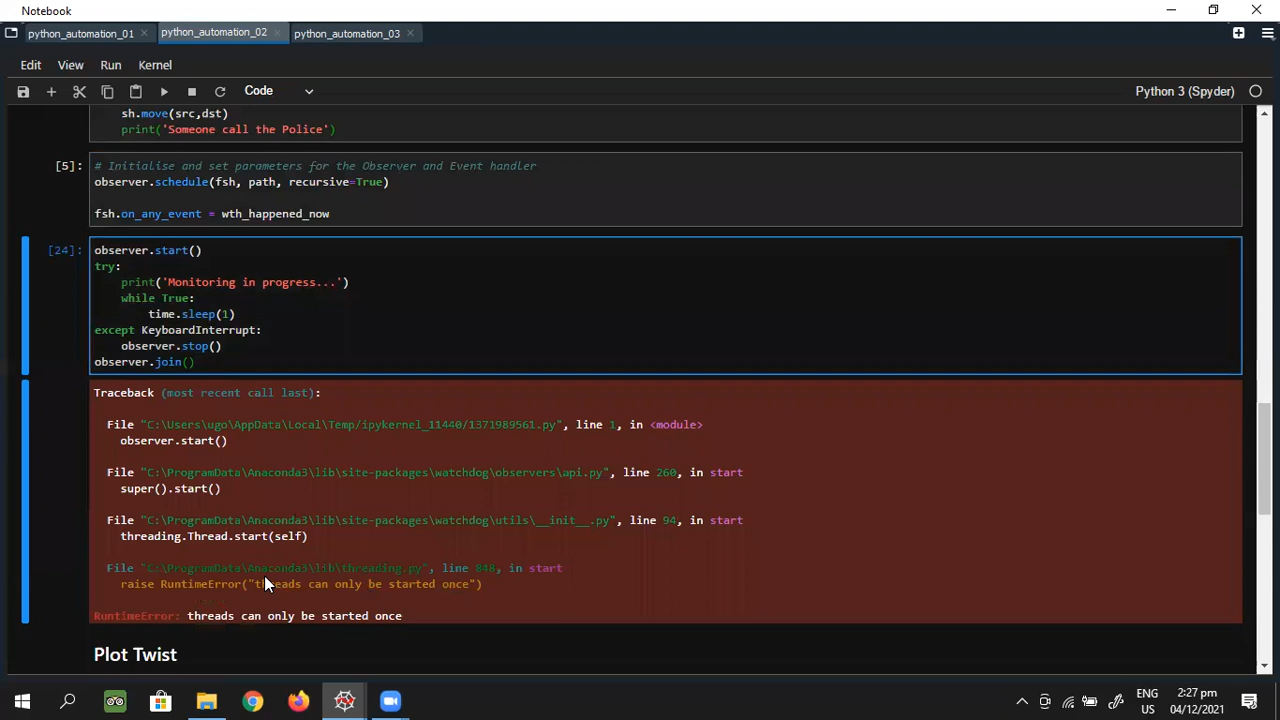 Notebook
python_automation_01
python_automation_02
python_automation_03
Edit View Run Kernel
Code
Python 3 (Spyder)
sh.move(src,dst)
print('Someone call the Police')
[5]:
# Initialise and set parameters for the Observer and Event handler
observer.schedule(fsh, path, recursive=True)
fsh.on_any_event = wth_happened_now
[24]:
observer.start()
try:
print('Monitoring in progress...')
while True:
time.sleep(1)
except KeyboardInterrupt:
observer.stop()
observer.join()
Traceback (most recent call last):
File "C:\Users\ugo\AppData\Local\Temp/ipykernel_11440/1371989561.py", line 1, in <module>
observer.start()
File "C:\ProgramData\Anaconda3\lib\site-packages\watchdog\observers\api.py", line 260, in start
super().start()
File "C:\ProgramData\Anaconda3\lib\site-packages\watchdog\utils\__init__.py", line 94, in start
threading.Thread.start(self)
File "C:\ProgramData\Anaconda3\lib\threading.py", line 848, in start
raise RuntimeError("threads can only be started once")
RuntimeError: threads can only be started once
Plot Twist
ENG
US
2:27 pm
04/12/2021